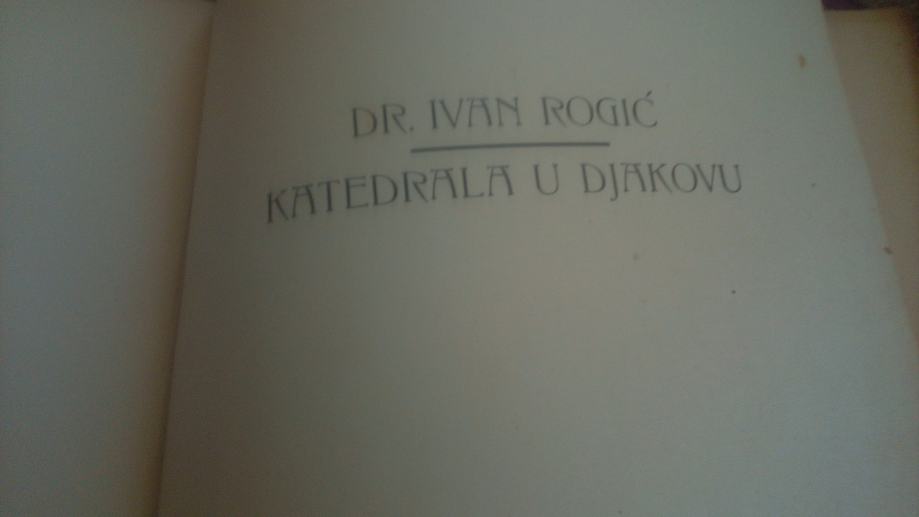 DR. IVAN ROGIĆ
KATEDRALA U DJAKOVU